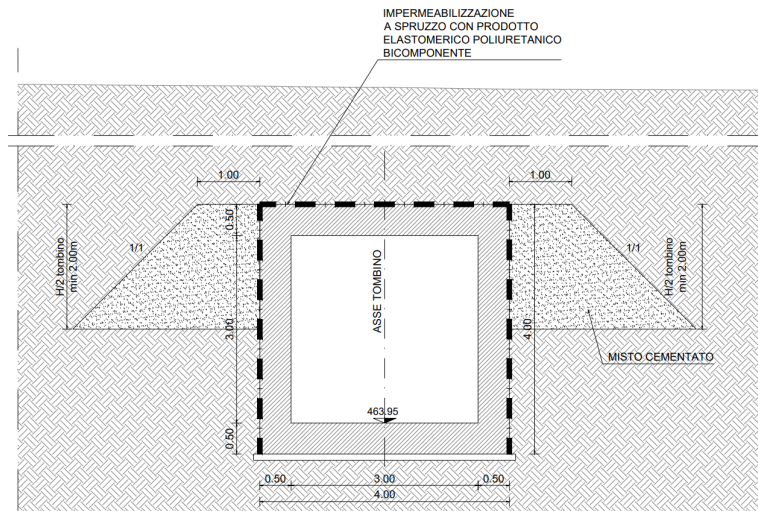 IMPERMEABILIZZAZIONE
A SPRUZZO CON PRODOTTO
ELASTOMERICO POLIURETANICO
BICOMPONENTE
1.00
1.00
0.50
1/1
1/1
H/2 tombino
min 2.00m
H/2 tombino
min 2.00m
ASSE TOMBINO
3.00
4.00
MISTO CEMENTATO
463.95
0.50
0.50
3.00
0.50
4.00